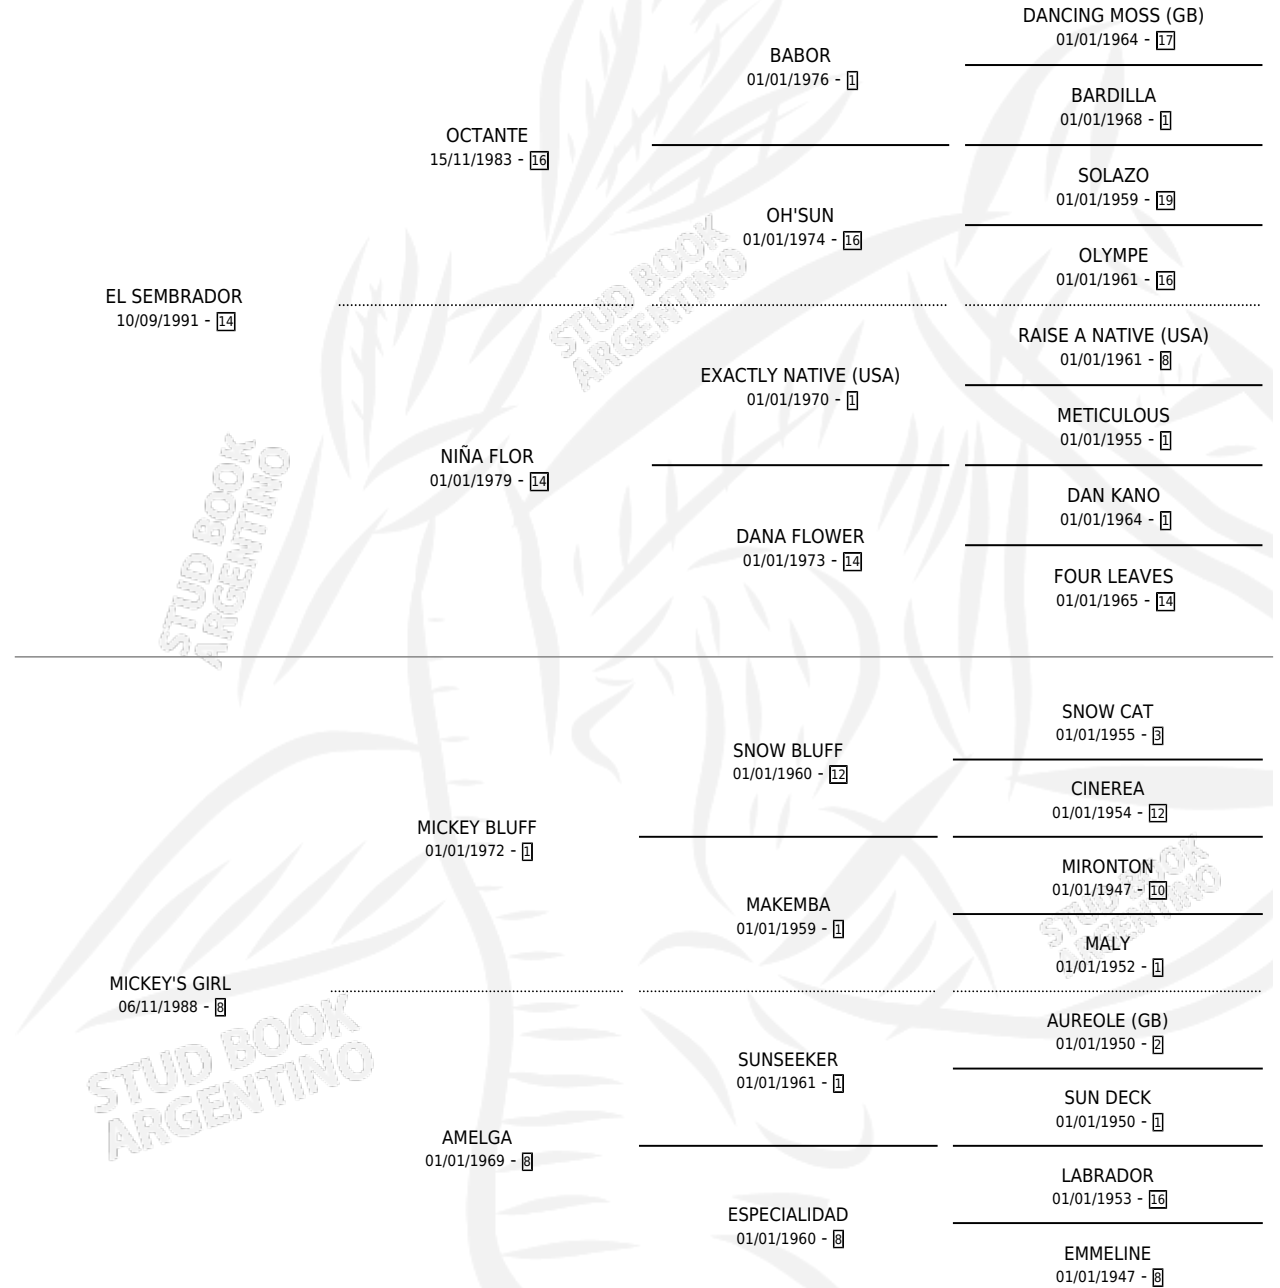 DANCING MOSS (GB)
01/01/1964 - 17
BABOR
01/01/1976 - 1
BARDILLA
01/01/1968 - 1
OCTANTE
15/11/1983 - 16
SOLAZO
01/01/1959 - 19
OH'SUN
01/01/1974 - 16
OLYMPE
01/01/1961 - 16
EL SEMBRADOR
10/09/1991 - 14
RAISE A NATIVE (USA)
01/01/1961 - 8
EXACTLY NATIVE (USA)
01/01/1970 - 1
METICULOUS
01/01/1955 - 1
NIÑA FLOR
01/01/1979 - 14
DAN KANO
01/01/1964 - 1
DANA FLOWER
01/01/1973 - 14
FOUR LEAVES
01/01/1965 - 14
STUD BOOK
ARGENTINO
STUD BOOK
ARGENTINO
SNOW CAT
01/01/1955 - 3
SNOW BLUFF
01/01/1960 - 12
CINEREA
01/01/1954 - 12
MICKEY BLUFF
01/01/1972 - 1
MIRONTON
01/01/1947 - 10
MAKEMBA
01/01/1959 - 1
MALY
01/01/1952 - 1
MICKEY'S GIRL
06/11/1988 - 8
AUREOLE (GB)
01/01/1950 - 2
SUNSEEKER
01/01/1961 - 1
SUN DECK
01/01/1950 - 1
AMELGA
01/01/1969 - 8
LABRADOR
01/01/1953 - 16
ESPECIALIDAD
01/01/1960 - 8
EMMELINE
01/01/1947 - 8
STUD BOOK
ARGENTINO
STUD BOOK
ARGENTINO